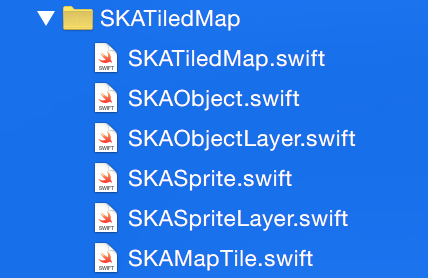 SKATiledMap
SKATiledMap.swift
SKAObject.swift
SKAObjectLayer.swift
SKASprite.swift
SKASpriteLayer.swift
SKAMapTile.swift